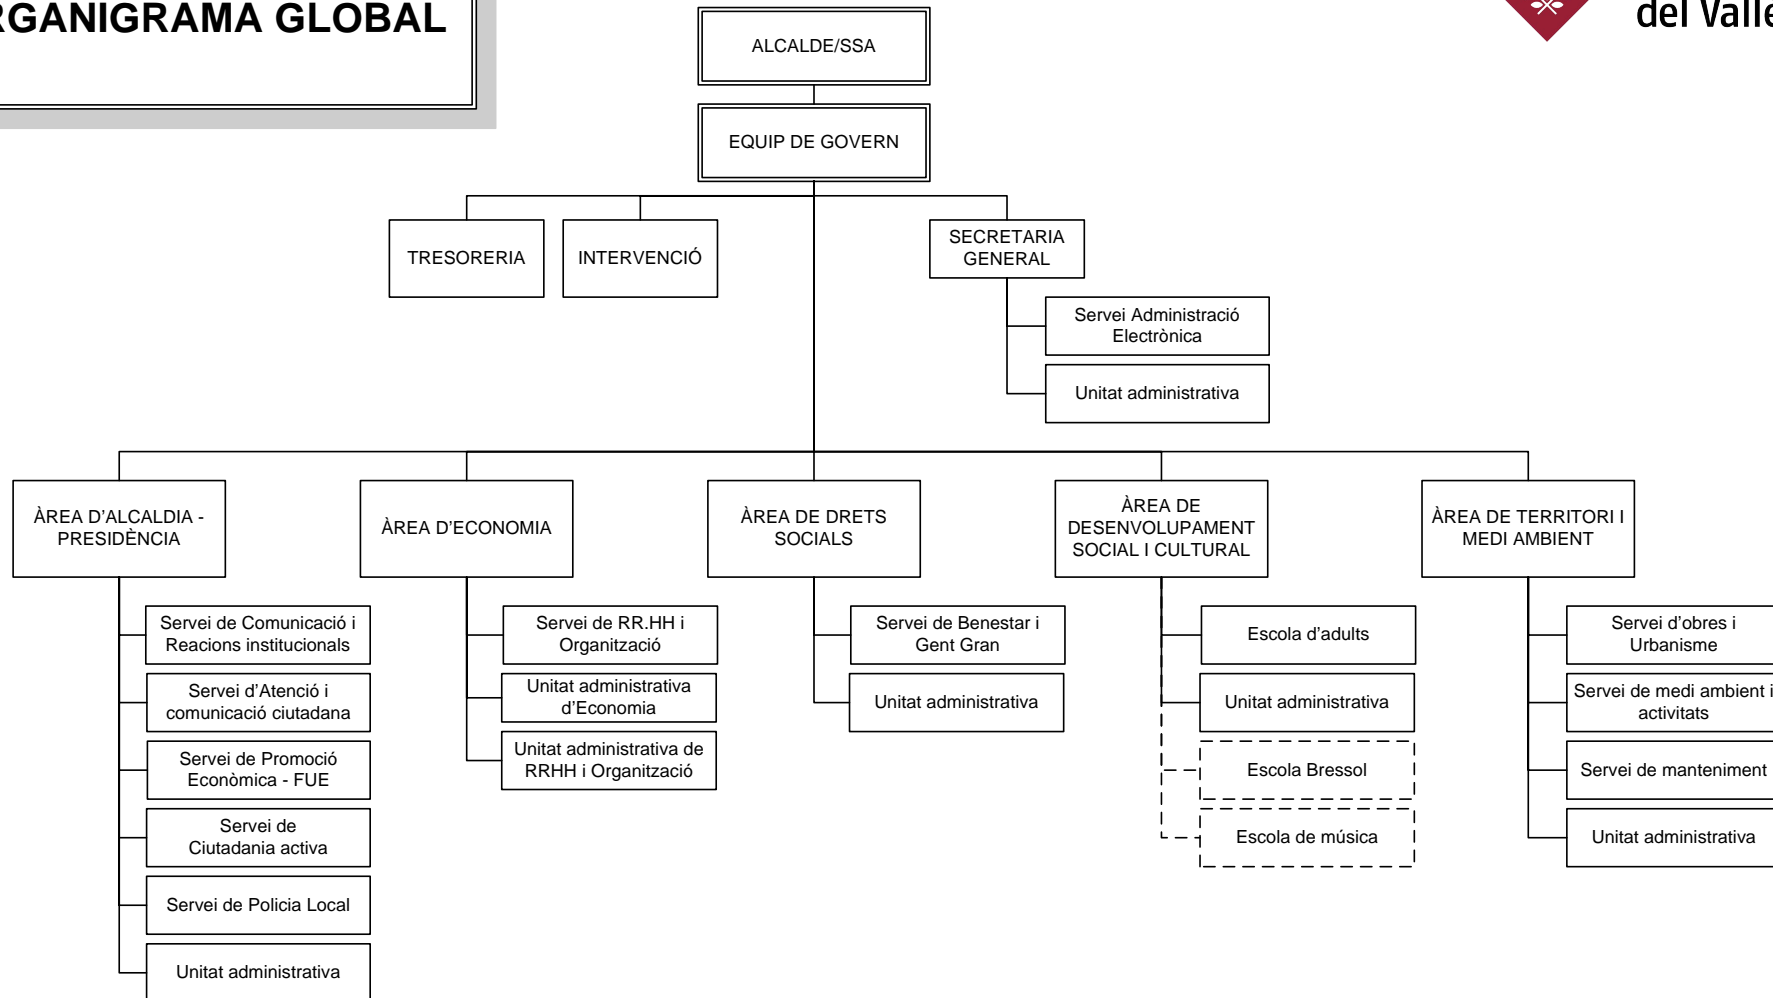 RGANIGRAMA GLOBAL
del Valle
ALCALDE/SSA
EQUIP DE GOVERN
TRESORERIA
INTERVENCIÓ
SECRETARIA
GENERAL
Servei Administració
Electrònica
Unitat administrativa
ÀREA D’ALCALDIA -
PRESIDÈNCIA
Servei de Comunicació i
Reacions institucionals
Servei d’Atenció i
comunicació ciutadana
Servei de Promoció
Econòmica - FUE
Servei de
Ciutadania activa
Servei de Policia Local
Unitat administrativa
ÀREA D’ECONOMIA
Servei de RR.HH i
Organització
Unitat administrativa
d’Economia
Unitat administrativa de
RRHH i Organització
ÀREA DE DRETS
SOCIALS
Servei de Benestar i
Gent Gran
Unitat administrativa
ÀREA DE
DESENVOLUPAMENT
SOCIAL I CULTURAL
Escola d’adults
Unitat administrativa
Escola Bressol
Escola de música
ÀREA DE TERRITORI I
MEDI AMBIENT
Servei d’obres i
Urbanisme
Servei de medi ambient i
activitats
Servei de manteniment
Unitat administrativa